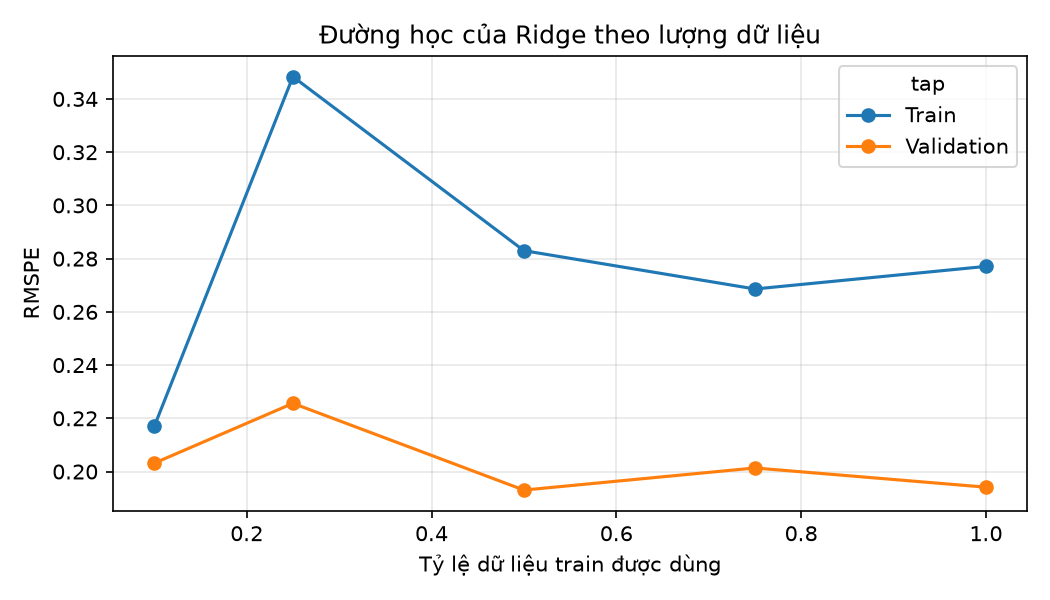 Đường học của Ridge theo lượng dữ liệu
tap
Train
Validation
RMSPE
0.34
0.32
0.30
0.28
0.26
0.24
0.22
0.20
0.2
0.4
0.6
0.8
1.0
Tỷ lệ dữ liệu train được dùng